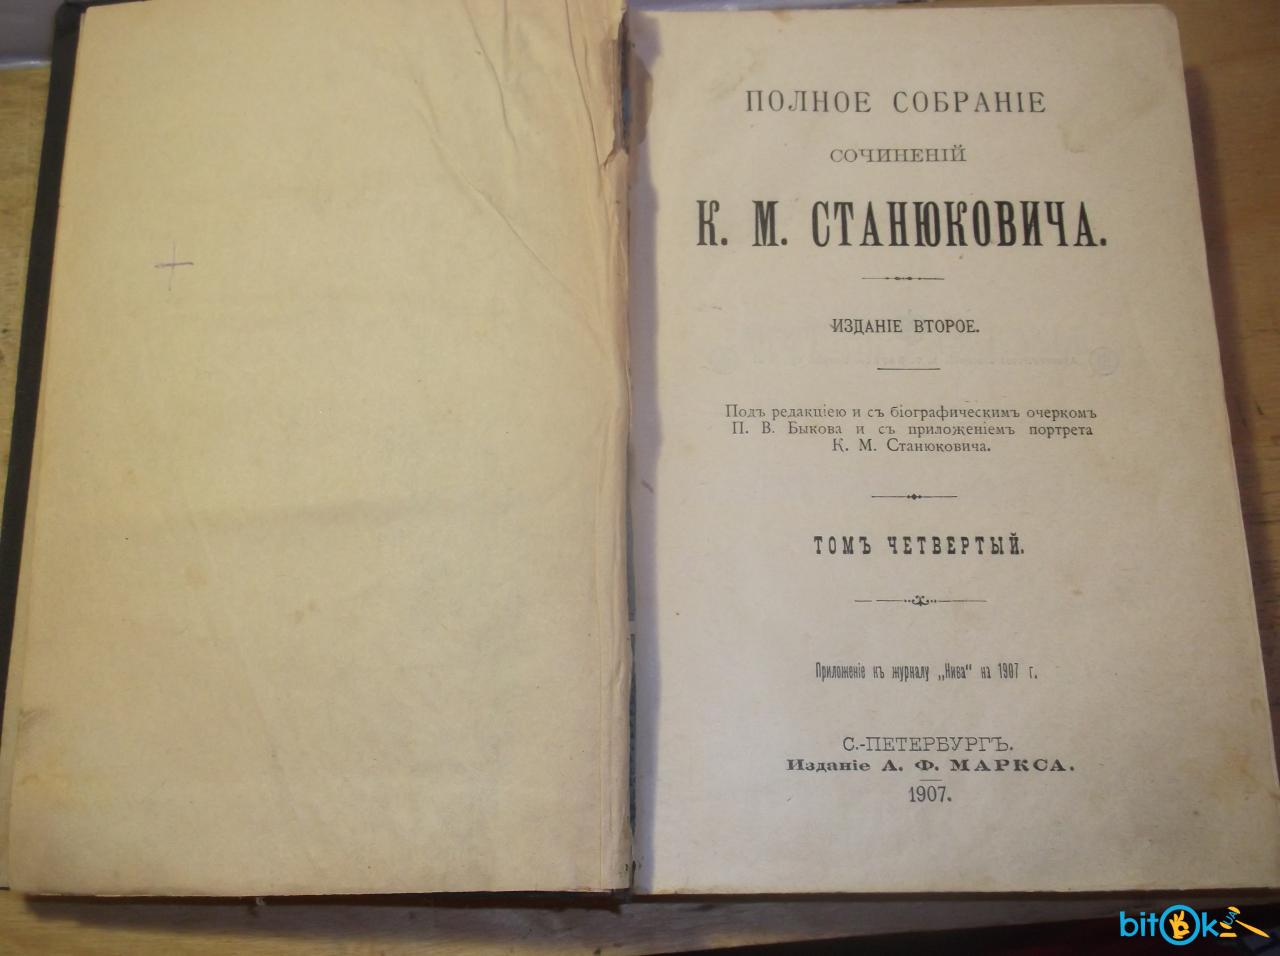 ПОЛНОЕ СОБРАНІЕ
СОЧИНЕНІЙ
К. М. СТАНЮКОВИЧА.
ИЗДАНІЕ ВТОРОЕ.
Подъ редакціею и съ біографическимъ очеркомъ
П. В. Быкова и съ приложеніемъ портрета
К. М. Станюковича.
ТОМЪ ЧЕТВЕРТЫЙ.
Приложеніе къ журналу „Нива“ на 1907 г.
С.-ПЕТЕРБУРГЪ.
Изданіе А. Ф. МАРКСА.
1907.
bitOk UA